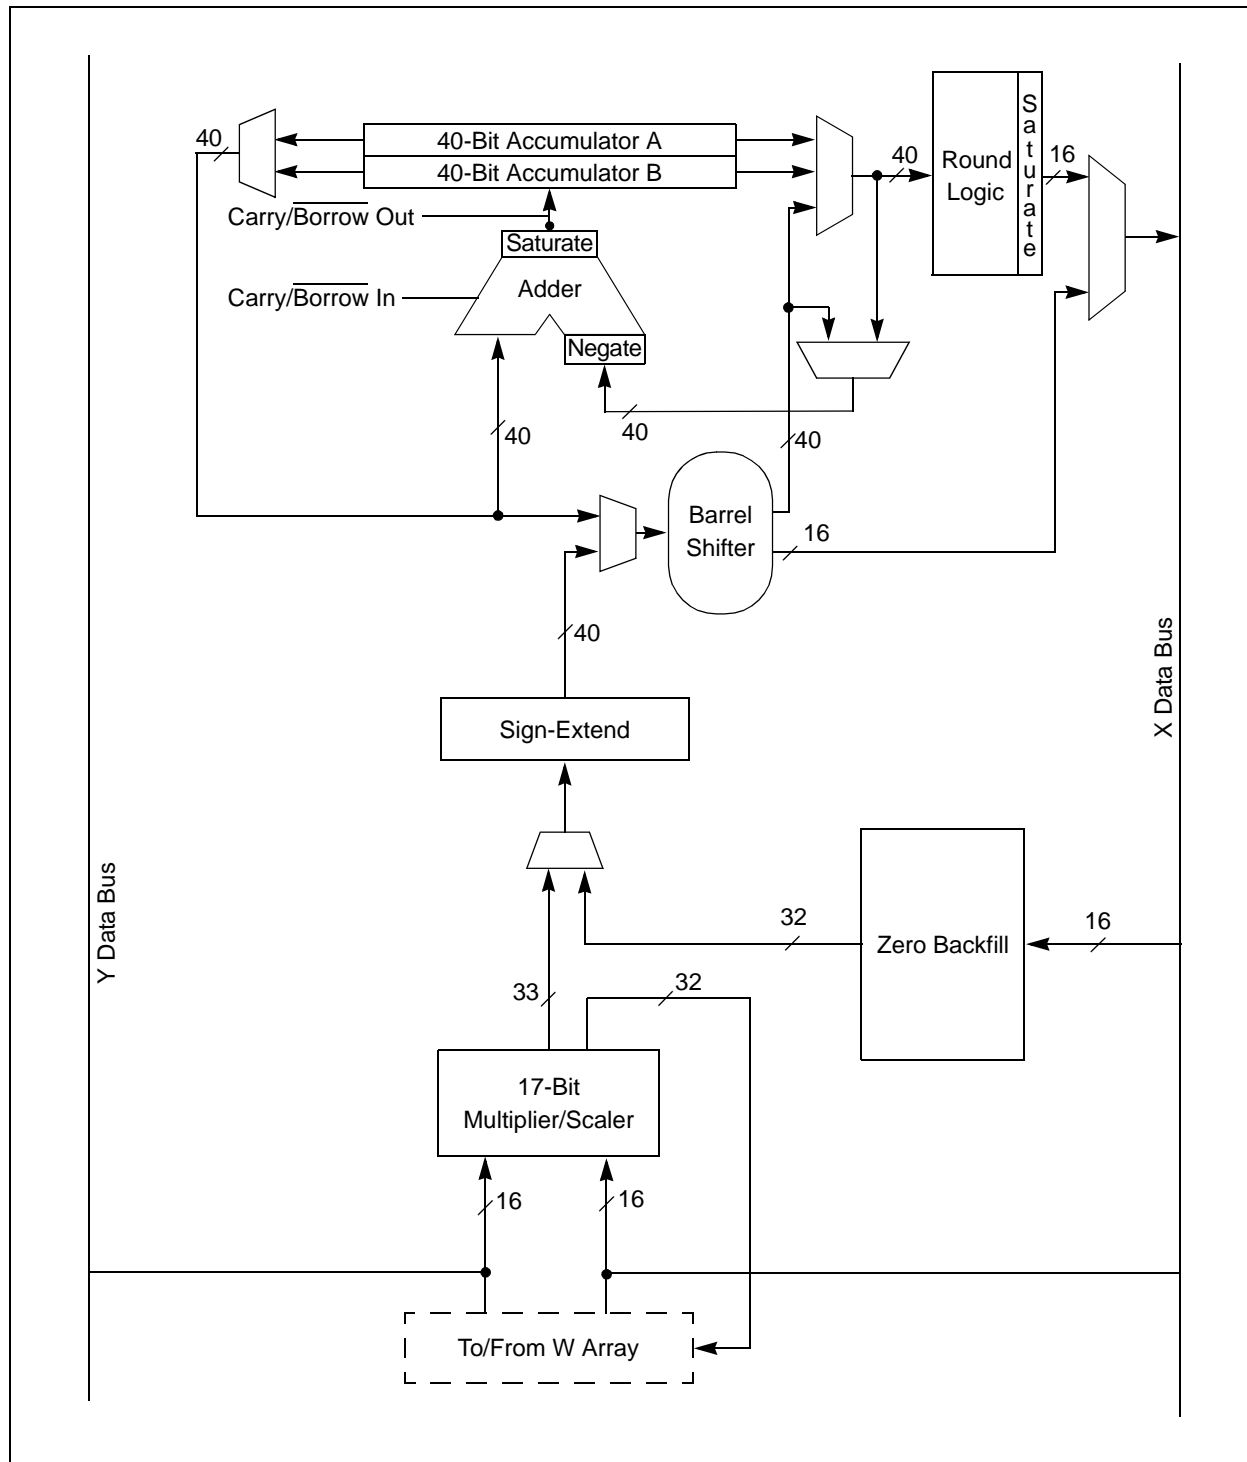 40
40-Bit Accumulator A
40-Bit Accumulator B
Carry/Borrow Out
Saturate
Carry/Borrow In
Adder
Negate
40
Round
Logic
Saturate
16
40
40
40
Barrel
Shifter
16
40
Sign-Extend
X Data Bus
Y Data Bus
32
Zero Backfill
16
33
32
17-Bit
Multiplier/Scaler
16
16
To/From W Array